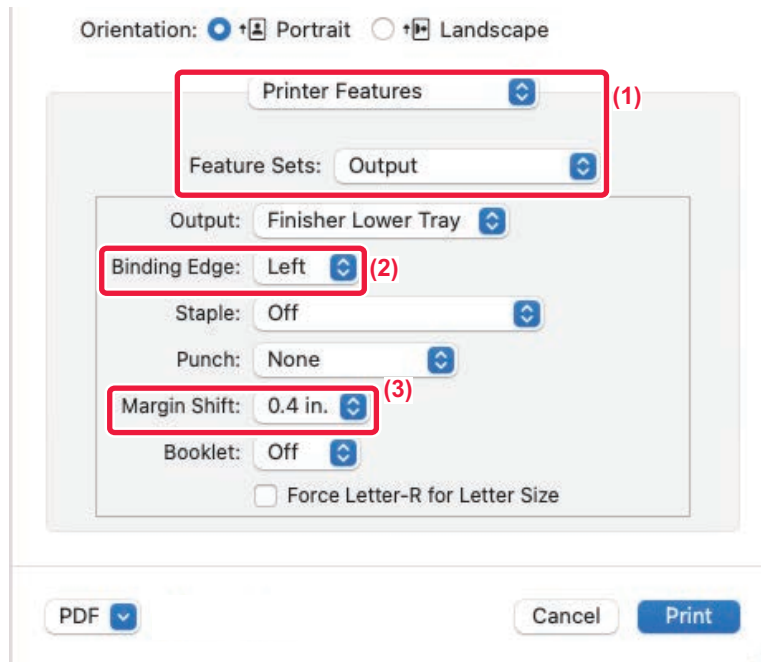 Orientation: Portrait Landscape
Printer Features
(1)
Feature Sets: Output
Output: Finisher Lower Tray
Binding Edge: Left (2)
Staple: Off
Punch: None
(3)
Margin Shift: 0.4 in.
Booklet: Off
Force Letter-R for Letter Size
PDF Cancel Print